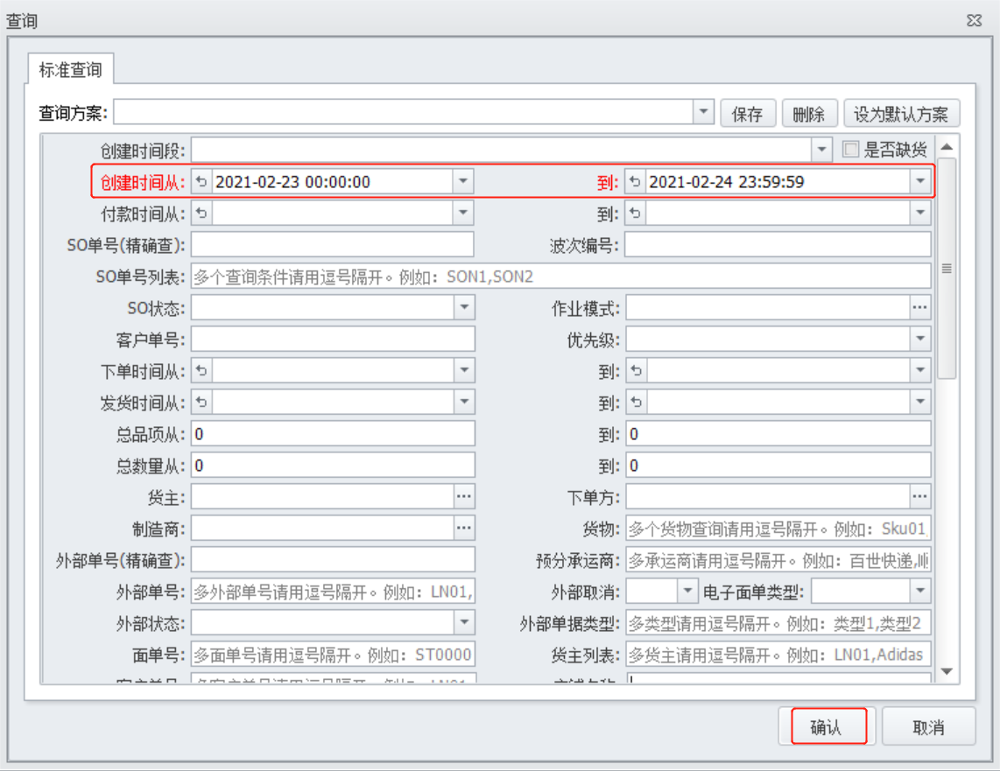 查询
标准查询
查询方案: 保存 删除 设为默认方案
创建时间段: 是否缺货
创建时间从: 2021-02-23 00:00:00 到: 2021-02-24 23:59:59
付款时间从: 到:
SO单号(精确查): 波次编号:
SO单号列表: 多个查询条件请用逗号隔开。例如：SON1,SON2
SO状态: 作业模式:
客户单号: 优先级:
下单时间从: 到:
发货时间从: 到:
总品项从: 0 到: 0
总数量从: 0 到: 0
货主: 下单方:
制造商: 货物: 多个货物查询请用逗号隔开。例如：Sku01,
外部单号(精确查): 预分承运商: 多承运商请用逗号隔开。例如：百世快递,
外部单号: 多外部单号请用逗号隔开。例如：LN01, 外部取消: 电子面单类型:
外部状态: 外部单据类型: 多类型请用逗号隔开。例如：类型1,类型2
面单号: 多面单号请用逗号隔开。例如：ST0000 货主列表: 多货主请用逗号隔开。例如：LN01,Adidas
确认 取消